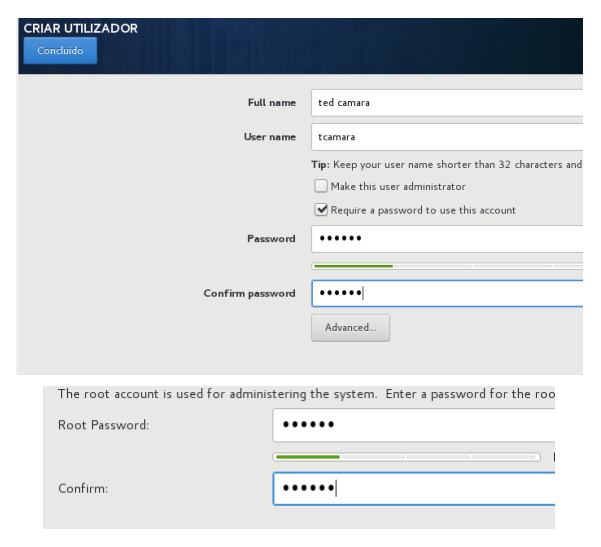 CRIAR UTILIZADOR
Concluído
Full name ted camara
User name tcamara
Tip: Keep your user name shorter than 32 characters and
Make this user administrator
Require a password to use this account
Password ••••••
Confirm password ••••••
Advanced...
The root account is used for administering the system. Enter a password for the roo
Root Password: ••••••
Confirm: ••••••